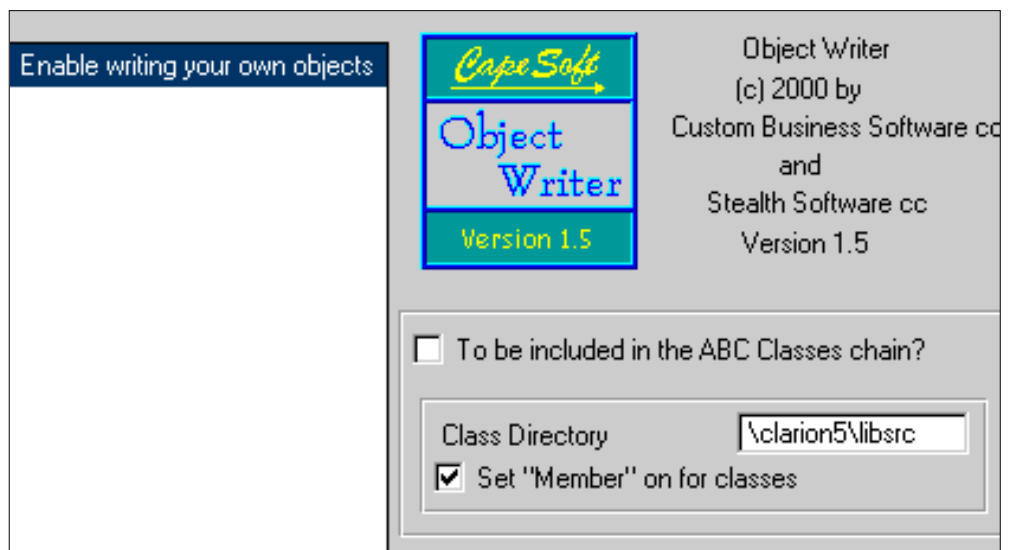 Enable writing your own objects
CapeSoft
Object
Writer
Version 1.5
Object Writer
(c) 2000 by
Custom Business Software cc
and
Stealth Software cc
Version 1.5
To be included in the ABC Classes chain?
Class Directory
\clarion5\libsrc
Set "Member" on for classes